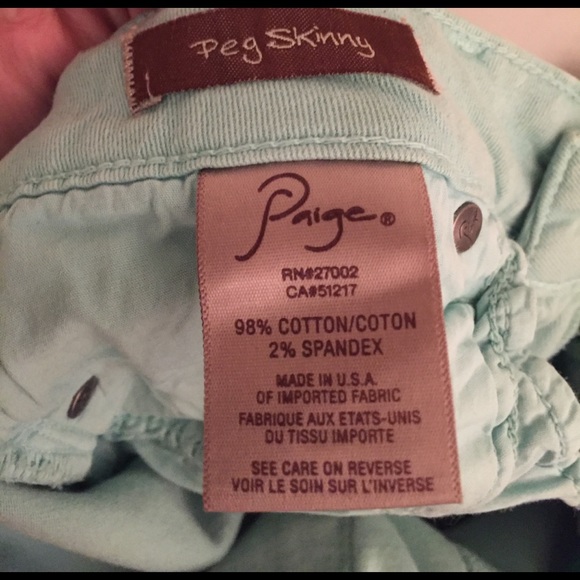 Peg Skinny
Paige®
RN#27002
CA#51217
98% COTTON/COTON
2% SPANDEX
MADE IN U.S.A.
OF IMPORTED FABRIC
FABRIQUE AUX ETATS-UNIS
DU TISSU IMPORTE
SEE CARE ON REVERSE
VOIR LE SOIN SUR L'INVERSE